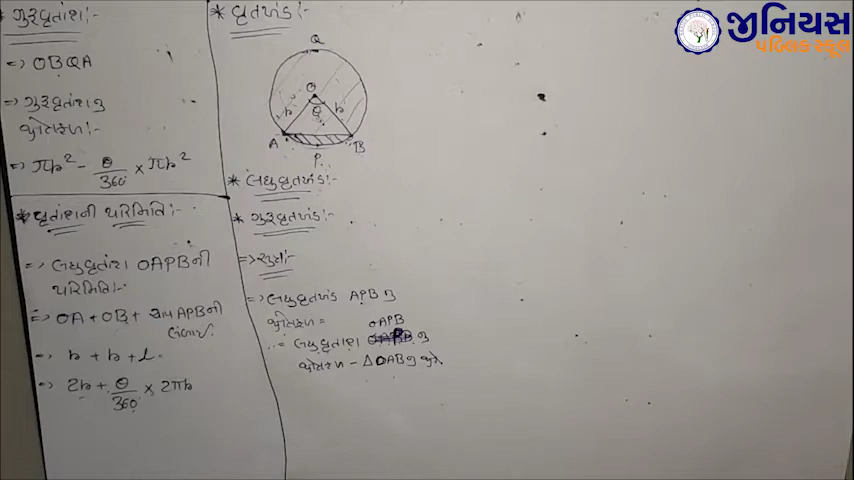 * ગુરુવૃત્તાંશ:-
=> OBQA
=> ગુરુવૃત્તાંશનુ
ક્ષેત્રફળ:-
=> πr² - θ/360 × πr²
* વૃતાંશની પરિમિતિ:-
=> લઘુવૃતાંશ OAPBની
પરિમિતિ:-
=> OA + OB + ચાપ APBની
લંબાઈ.
=> r + r + l.
=> 2r + θ/360 × 2πr
* વૃતખંડ:-
Q
O
r θ r
A B
P
* લઘુવૃતખંડ:-
* ગુરુવૃતખંડ:-
=> સુત્ર:-
=> લઘુવૃતખંડ APBનુ
ક્ષેત્રફળ =
OAPB
= લઘુવૃતાંશ નુ
ક્ષેત્રફળ - ΔOABનુ ક્ષે.
જીનિયસ
પબ્લિક સ્કૂલ